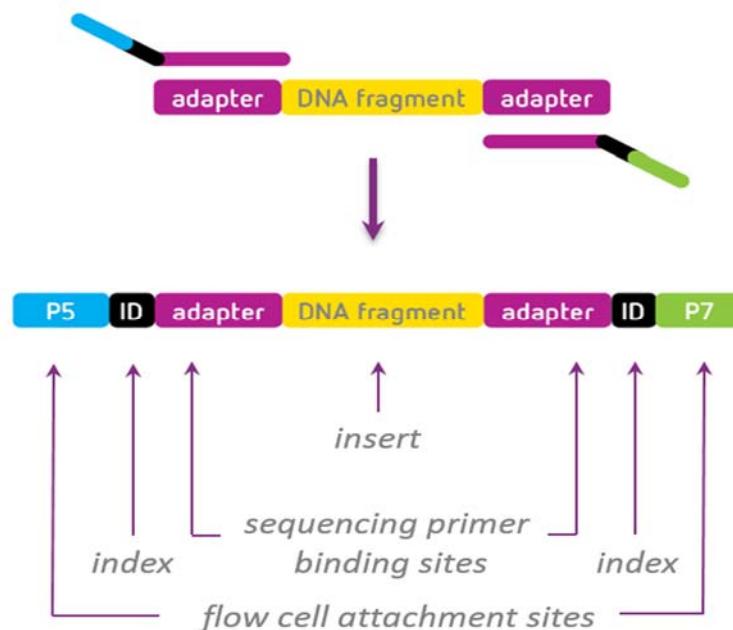 adapter DNA fragment adapter
P5 ID adapter DNA fragment adapter ID P7
insert
sequencing primer
index binding sites index
flow cell attachment sites